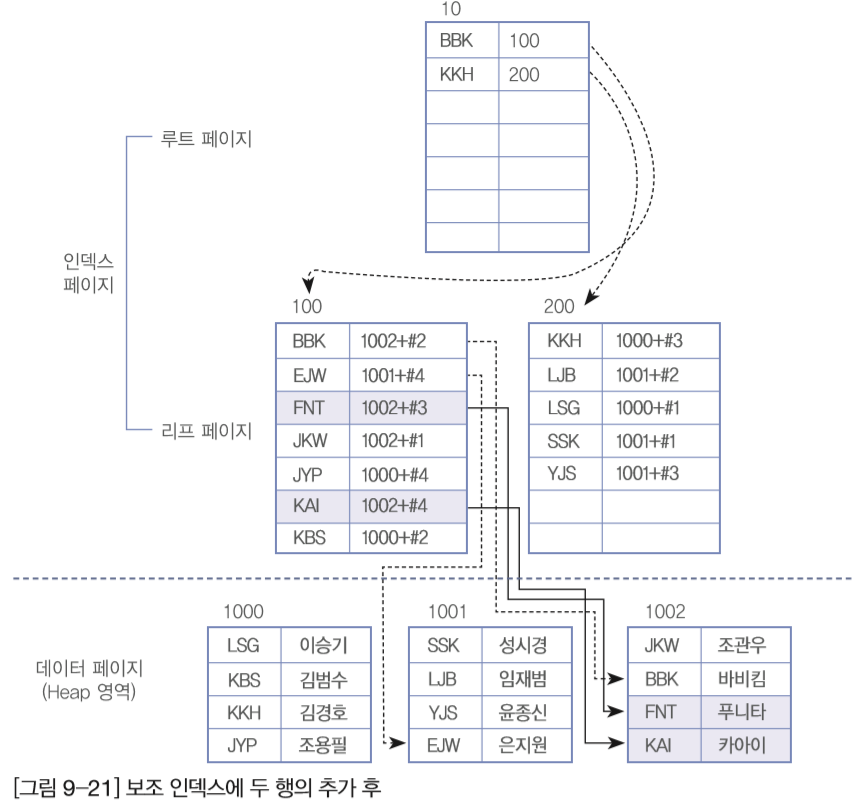 10
BBK 100
KKH 200
루트 페이지
인덱스
페이지
리프 페이지
100
BBK 1002+#2
EJW 1001+#4
FNT 1002+#3
JKW 1002+#1
JYP 1000+#4
KAI 1002+#4
KBS 1000+#2
200
KKH 1000+#3
LJB 1001+#2
LSG 1000+#1
SSK 1001+#1
YJS 1001+#3
데이터 페이지
(Heap 영역)
1000
LSG 이승기
KBS 김범수
KKH 김경호
JYP 조용필
1001
SSK 성시경
LJB 임재범
YJS 윤종신
EJW 은지원
1002
JKW 조관우
BBK 바비킴
FNT 푸니타
KAI 카아이
[그림 9-21] 보조 인덱스에 두 행의 추가 후